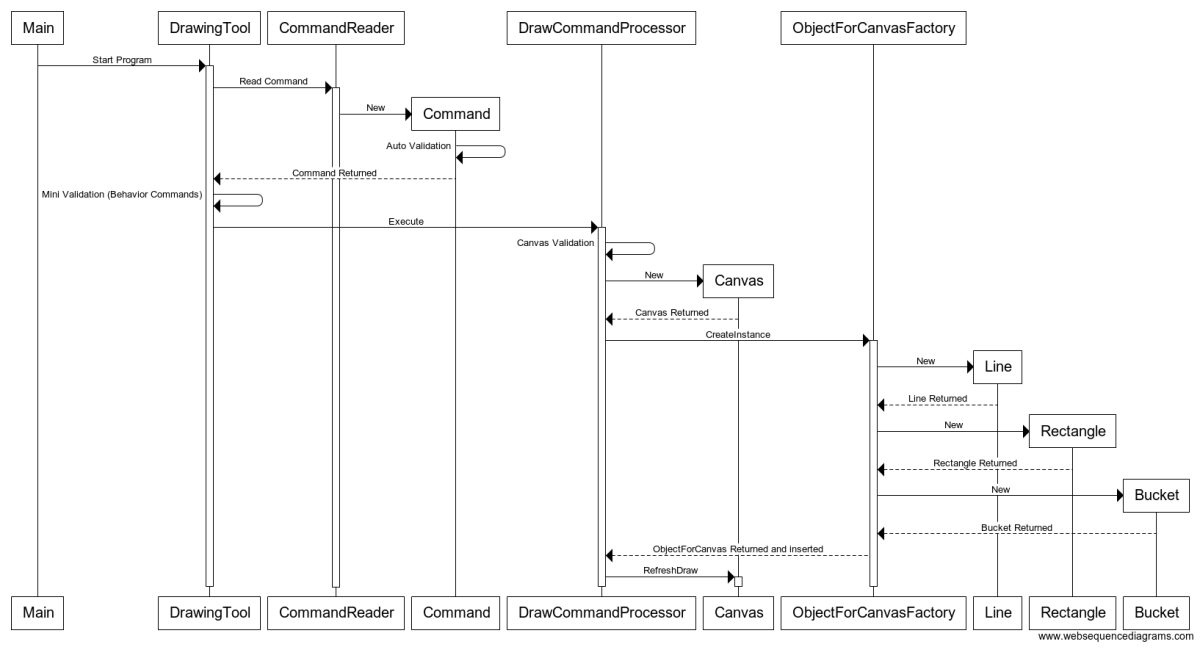 Main
DrawingTool
CommandReader
DrawCommandProcessor
ObjectForCanvasFactory
Start Program
Read Command
New
Command
Auto Validation
Command Returned
Mini Validation (Behavior Commands)
Execute
Canvas Validation
New
Canvas
Canvas Returned
CreateInstance
New
Line
Line Returned
New
Rectangle
Rectangle Returned
New
Bucket
Bucket Returned
ObjectForCanvas Returned and inserted
RefreshDraw
Main
DrawingTool
CommandReader
Command
DrawCommandProcessor
Canvas
ObjectForCanvasFactory
Line
Rectangle
Bucket
www.websequencediagrams.com